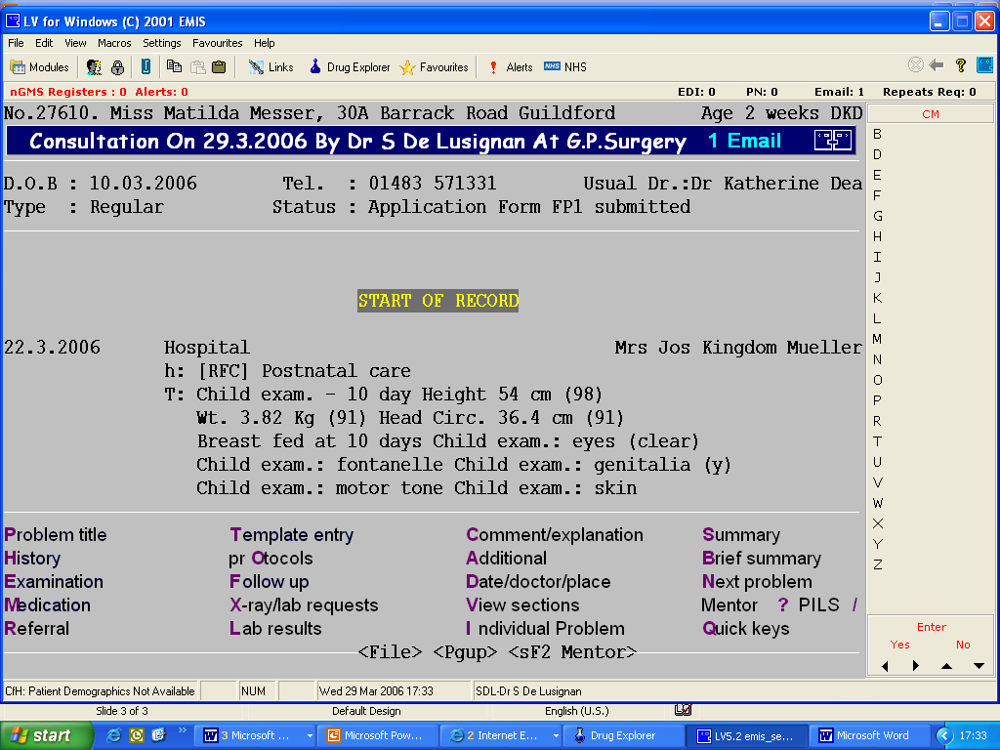 LV for Windows (C) 2001 EMIS
File Edit View Macros Settings Favourites Help
Modules Links Drug Explorer Favourites Alerts NHS NHS
nGMS Registers : 0 Alerts: 0 EDI: 0 PN: 0 Email: 1 Repeats Req: 0
No.27610. Miss Matilda Messer, 30A Barrack Road Guildford Age 2 weeks DKD
CM
Consultation On 29.3.2006 By Dr S De Lusignan At G.P.Surgery 1 Email
D.O.B : 10.03.2006 Tel. : 01483 571331 Usual Dr.:Dr Katherine Dea
Type : Regular Status : Application Form FP1 submitted
START OF RECORD
22.3.2006 Hospital Mrs Jos Kingdom Mueller
h: [RFC] Postnatal care
T: Child exam. - 10 day Height 54 cm (98)
Wt. 3.82 Kg (91) Head Circ. 36.4 cm (91)
Breast fed at 10 days Child exam.: eyes (clear)
Child exam.: fontanelle Child exam.: genitalia (y)
Child exam.: motor tone Child exam.: skin
Problem title Template entry Comment/explanation Summary
History pr Otocols Additional Brief summary
Examination Follow up Date/doctor/place Next problem
Medication X-ray/lab requests View sections Mentor ? PILS /
Referral Lab results I ndividual Problem Quick keys
<File> <Pgup> <sF2 Mentor>
B
D
E
F
G
H
I
J
K
L
M
N
O
P
R
T
U
V
W
X
Y
Z
Enter
Yes No
CfH: Patient Demographics Not Available NUM Wed 29 Mar 2006 17:33 SDL-Dr S De Lusignan
Slide 3 of 3 Default Design English (U.S.)
start 3 Microsoft ... Microsoft Pow... 2 Internet E... Drug Explorer LV5.2 emis_se... Microsoft Word 17:33